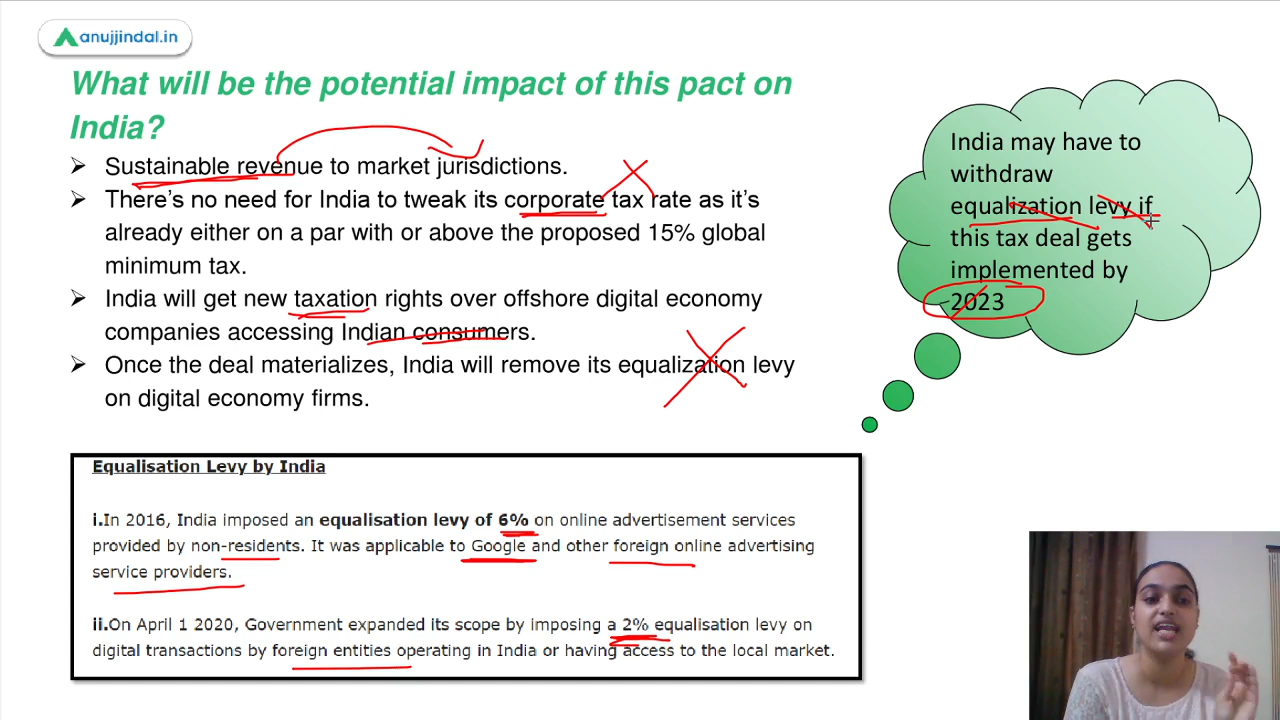 anujjindal.in
What will be the potential impact of this pact on
India?
➢ Sustainable revenue to market jurisdictions.
➢ There's no need for India to tweak its corporate tax rate as it's
already either on a par with or above the proposed 15% global
minimum tax.
➢ India will get new taxation rights over offshore digital economy
companies accessing Indian consumers.
➢ Once the deal materializes, India will remove its equalization levy
on digital economy firms.
India may have to
withdraw
equalization levy if
this tax deal gets
implemented by
2023
Equalisation Levy by India
i.In 2016, India imposed an equalisation levy of 6% on online advertisement services
provided by non-residents. It was applicable to Google and other foreign online advertising
service providers.
ii.On April 1 2020, Government expanded its scope by imposing a 2% equalisation levy on
digital transactions by foreign entities operating in India or having access to the local market.